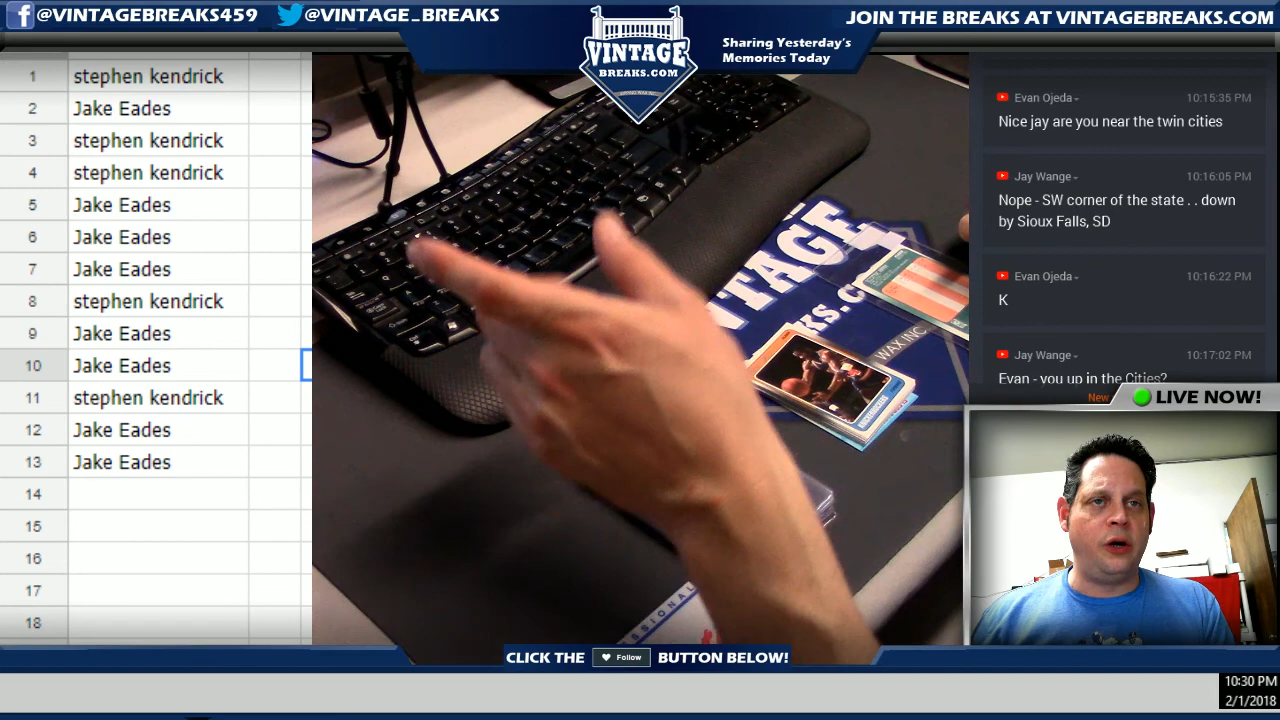 @VINTAGEBREAKS459
@VINTAGE_BREAKS
VINTAGE
BREAKS.COM
Sharing Yesterday's
Memories Today
JOIN THE BREAKS AT VINTAGEBREAKS.COM
1 stephen kendrick
2 Jake Eades
3 stephen kendrick
4 stephen kendrick
5 Jake Eades
6 Jake Eades
7 Jake Eades
8 stephen kendrick
9 Jake Eades
10 Jake Eades
11 stephen kendrick
12 Jake Eades
13 Jake Eades
14
15
16
17
18
WAX INC
Evan Ojeda 10:15:35 PM
Nice jay are you near the twin cities
Jay Wange 10:16:05 PM
Nope - SW corner of the state . . down
by Sioux Falls, SD
Evan Ojeda 10:16:22 PM
K
Jay Wange 10:17:02 PM
Evan - you up in the Cities?
New
LIVE NOW!
CLICK THE Follow BUTTON BELOW!
10:30 PM
2/1/2018